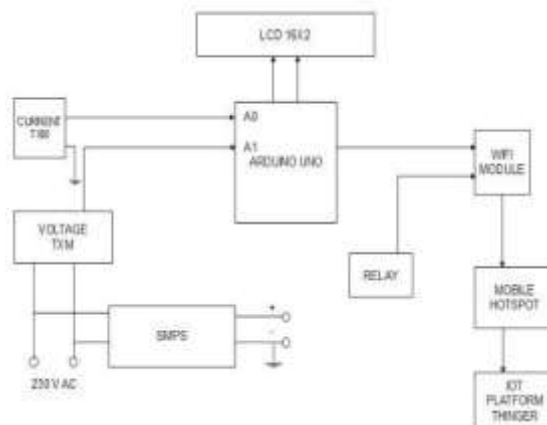 LCD 16X2
A0
CURRENT
A1
ARDUINO UNO
WIFI
MODULE
VOLTAGE
TXM
RELAY
MOBILE
HOTSPOT
SMPS
+
-
230 V AC
IOT
PLATFORM
THINGER